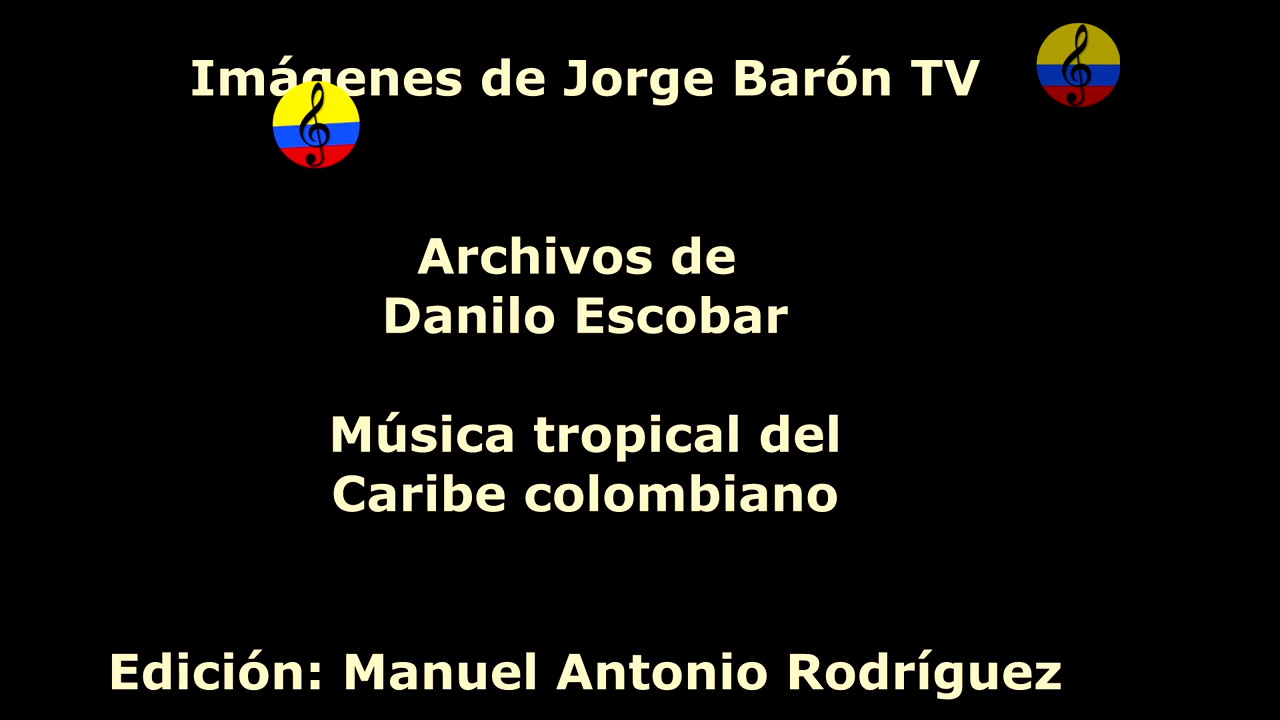 Imágenes de Jorge Barón TV
Archivos de
Danilo Escobar
Música tropical del
Caribe colombiano
Edición: Manuel Antonio Rodríguez